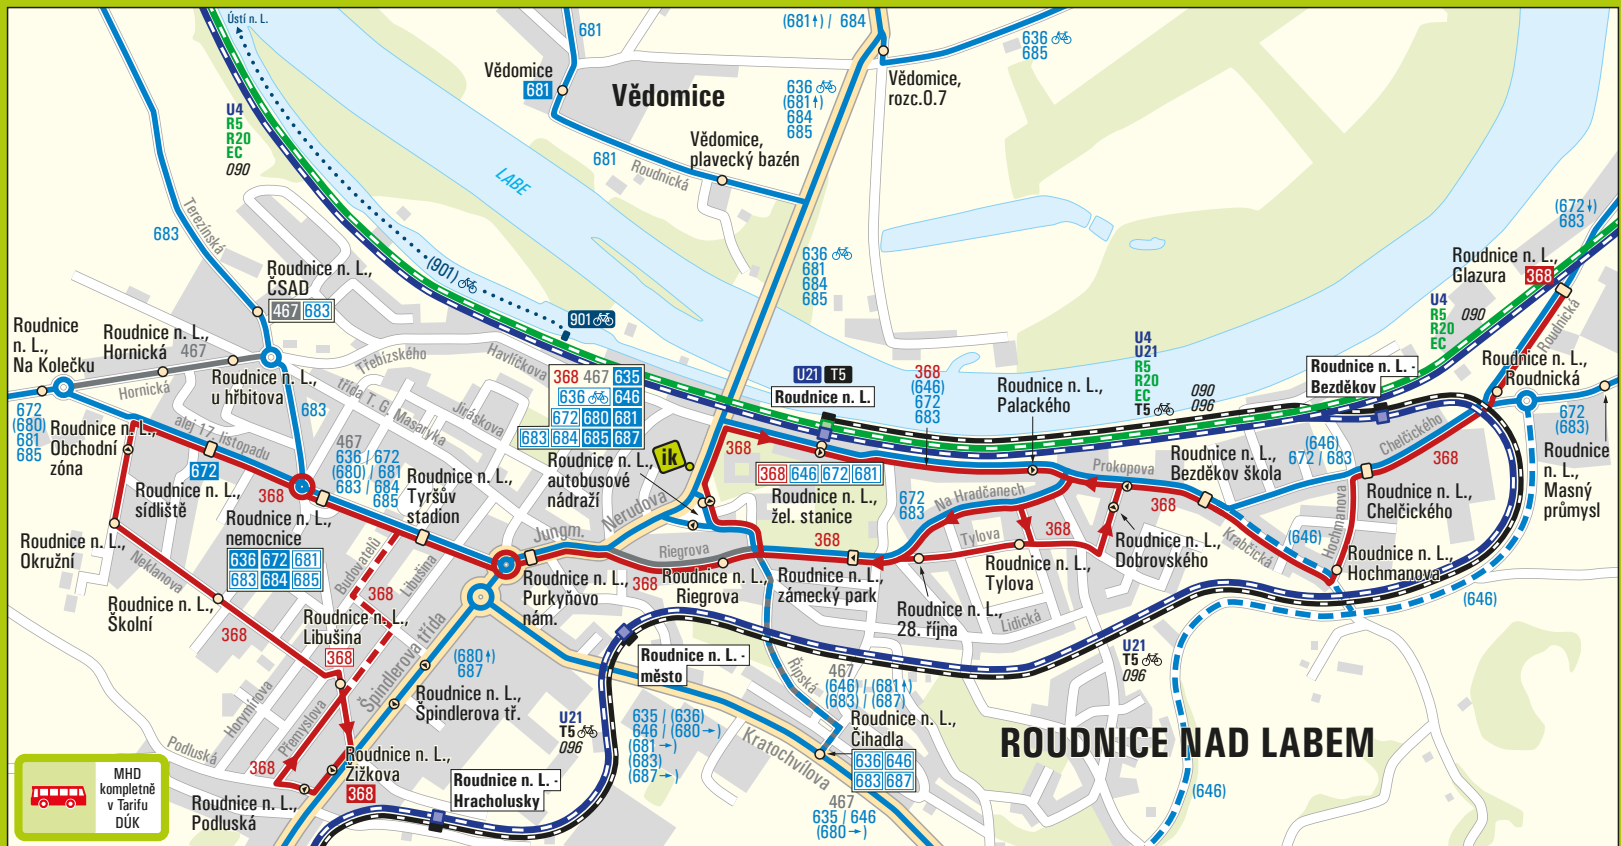 Ústí n. L.
681
(681↑) / 684
636
685
Vědomice
681
Vědomice
636
(681↑)
684
685
Vědomice,
rozc.0.7
U4
R5
R20
EC
090
Vědomice,
plavecký bazén
681
Roudnická
LABE
Terezínská
683
(672↓)
683
636
681
684
685
(901)
Roudnice n. L.,
ČSAD
467 683
901
Roudnice n. L.,
Glazura
368
U4
R5
R20
EC
090
Roudnická
Roudnice
n. L.,
Na Kolečku
Roudnice n. L.,
Hornická
467
Hornická
Roudnice n. L.,
u hřbitova
Třebízského
Havlíčkova
třída T. G. Masaryka
Jiráskova
368 467 635
636 646
672 680 681
683 684 685 687
U21 T5
Roudnice n. L.
368
(646)
672
683
Roudnice n. L.,
Palackého
U4
U21
R5
R20
EC
T5
090
096
Roudnice n. L. -
Bezděkov
Roudnice n. L.,
Roudnická
672
(680)
681
685
Roudnice n. L.,
Obchodní
zóna
alej 17. listopadu
683
467
636 / 672
(680) / 681
683 / 684
685
672
Roudnice n. L.,
sídliště
368
Roudnice n. L.,
Tyršův
stadion
Roudnice n. L.,
autobusové
nádraží
ik
368
368 646 672 681
Roudnice n. L.,
žel. stanice
672
683
Prokopova
Na Hradčanech
Roudnice n. L.,
Bezděkov škola
(646)
672 / 683
Chelčického
368
672
(683)
Roudnice
n. L.,
Masný
průmysl
Roudnice n. L.,
Chelčického
Roudnice n. L.,
Okružní
Roudnice n. L.,
nemocnice
636 672 681
683 684 685
Neklanova
Budovatelů
Libušina
Jungm.
Nerudova
Riegrova
368
368
Roudnice n. L.,
Riegrova
Roudnice n. L.,
zámecký park
Tylova
368
368
Roudnice n. L.,
Tylova
Roudnice n. L.,
Dobrovského
Krabčická
(646)
Hochmanova
Roudnice n. L.,
Hochmanova
(646)
Roudnice n. L.,
Školní
368
368
Roudnice n. L.,
Libušina
368
Roudnice n. L.,
Purkyňovo
nám.
Roudnice n. L.,
28. října
Lidická
U21
T5
096
Špindlerova třída
(680↑)
687
Roudnice n. L. -
město
Řípská
467
(646) / (681↑)
(683) / (687)
Horymírova
Přemyslova
Roudnice n. L.,
Špindlerova tř.
U21
T5
096
635 / (636)
646 / (680→)
(681→)
(683)
(687→)
Kratochvílova
Roudnice n. L.,
Čihadla
636 646
683 687
ROUDNICE NAD LABEM
Podluská
368
Roudnice n. L.,
Žižkova
368
Roudnice n. L. -
Hracholusky
Roudnice n. L.,
Podluská
467
635 / 646
(680→)
(646)
MHD
kompletně
v Tarifu
DÚK